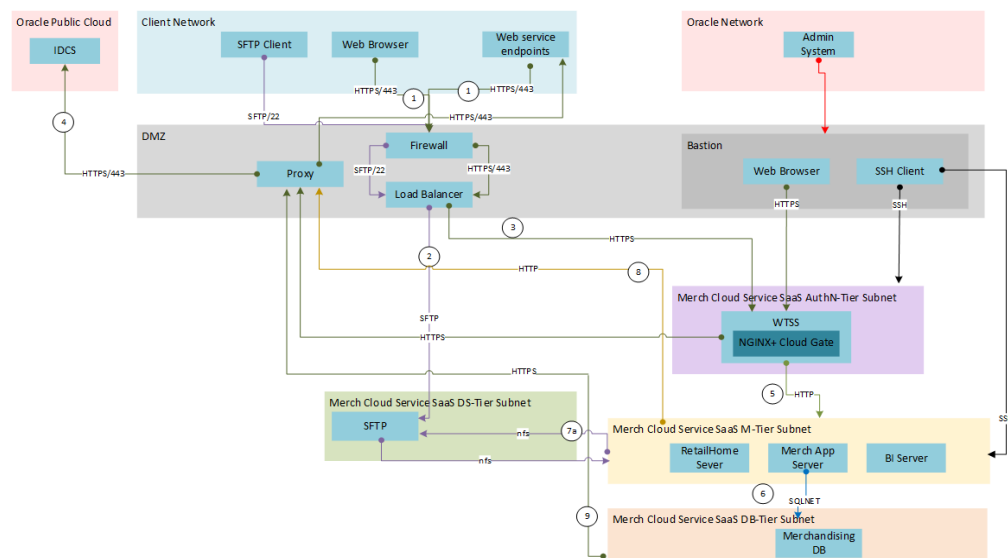 Oracle Public Cloud
IDCS
Client Network
SFTP Client
Web Browser
Web service
endpoints
Oracle Network
Admin
System
HTTPS/443
1
1
HTTPS/443
SFTP/22
HTTPS/443
4
HTTPS/443
DMZ
Firewall
SFTP/22
HTTPS/443
Proxy
Load Balancer
Bastion
Web Browser
SSH Client
HTTPS
SSH
3
HTTPS
2
HTTP
8
SFTP
HTTPS
HTTPS
Merch Cloud Service SaaS AuthN-Tier Subnet
WTSS
NGINX+ Cloud Gate
5
HTTP
Merch Cloud Service SaaS DS-Tier Subnet
SFTP
nfs
7a
nfs
SS
Merch Cloud Service SaaS M-Tier Subnet
RetailHome
Sever
Merch App
Server
BI Server
6
SQLNET
9
Merch Cloud Service SaaS DB-Tier Subnet
Merchandising
DB